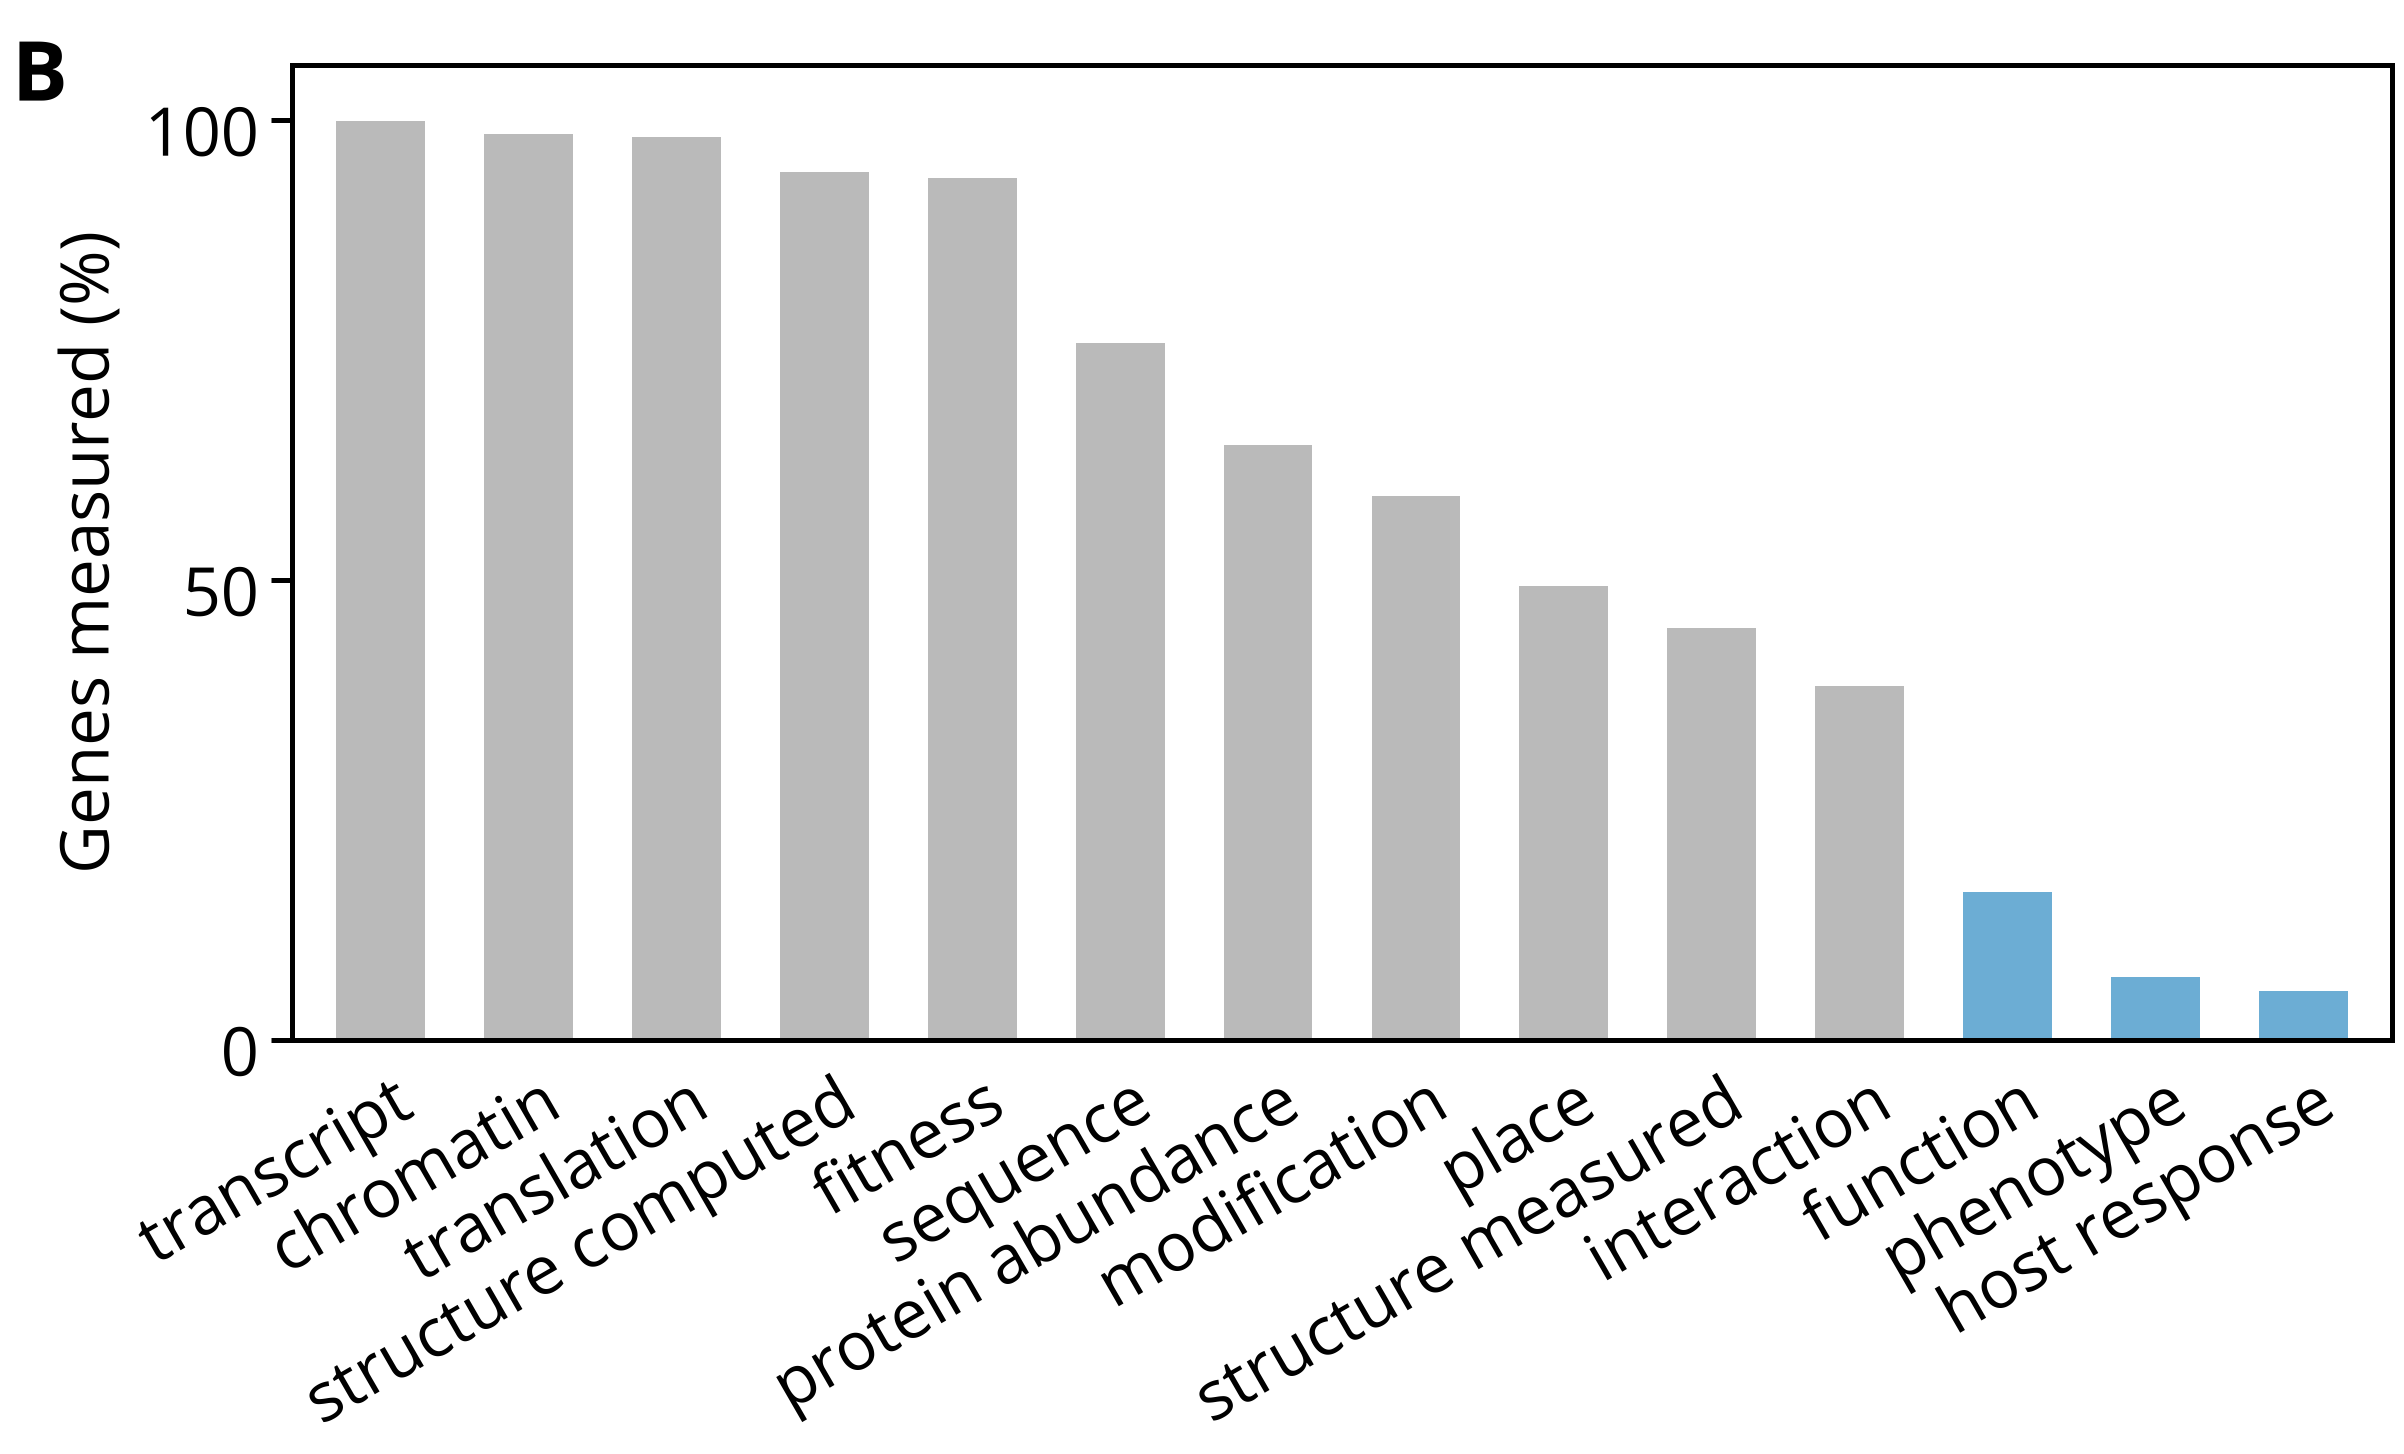 B
Genes measured (%)
100
50
0
transcript
chromatin
translation
structure computed
fitness
sequence
protein abundance
modification
place
structure measured
interaction
function
phenotype
host response